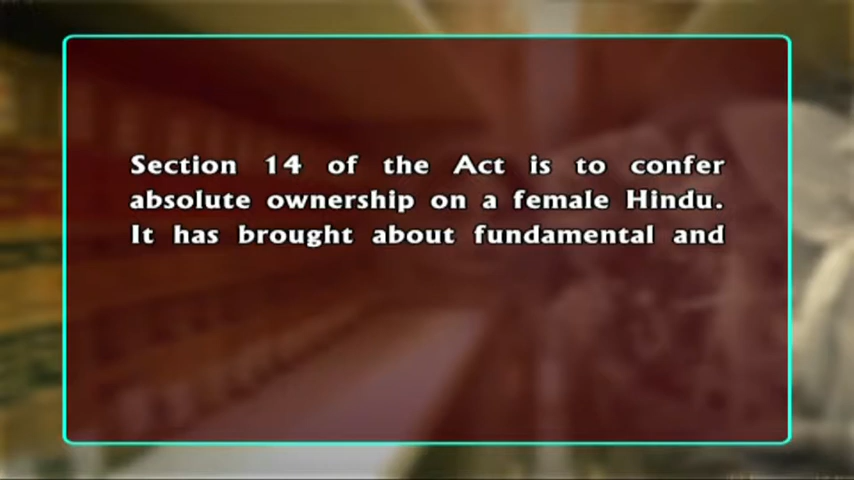 Section 14 of the Act is to confer
absolute ownership on a female Hindu.
It has brought about fundamental and